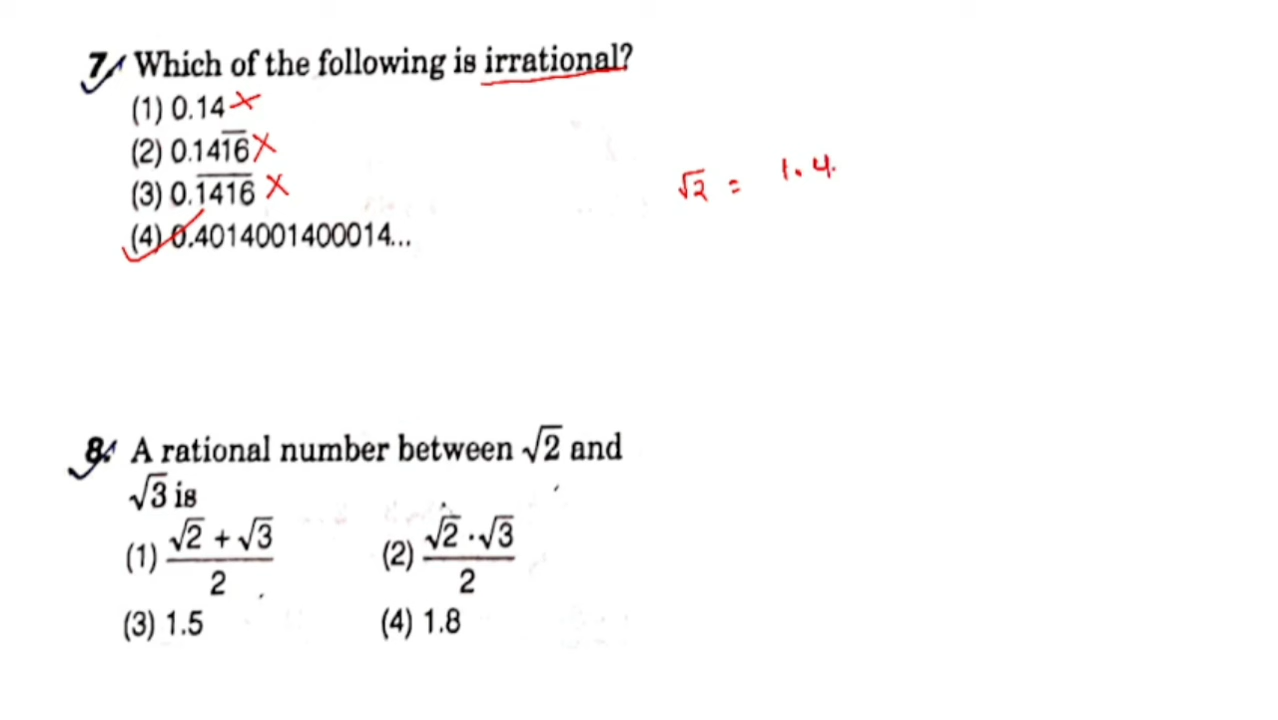 7. Which of the following is irrational?
(1) 0.14 ×
(2) 0.141̅6̅ ×
(3) 0.1̅4̅1̅6̅ ×
(4) 0.4014001400014...
√2 = 1.4
8. A rational number between √2 and
√3 is
(1) (√2 + √3)/2 (2) (√2 · √3)/2
(3) 1.5 (4) 1.8